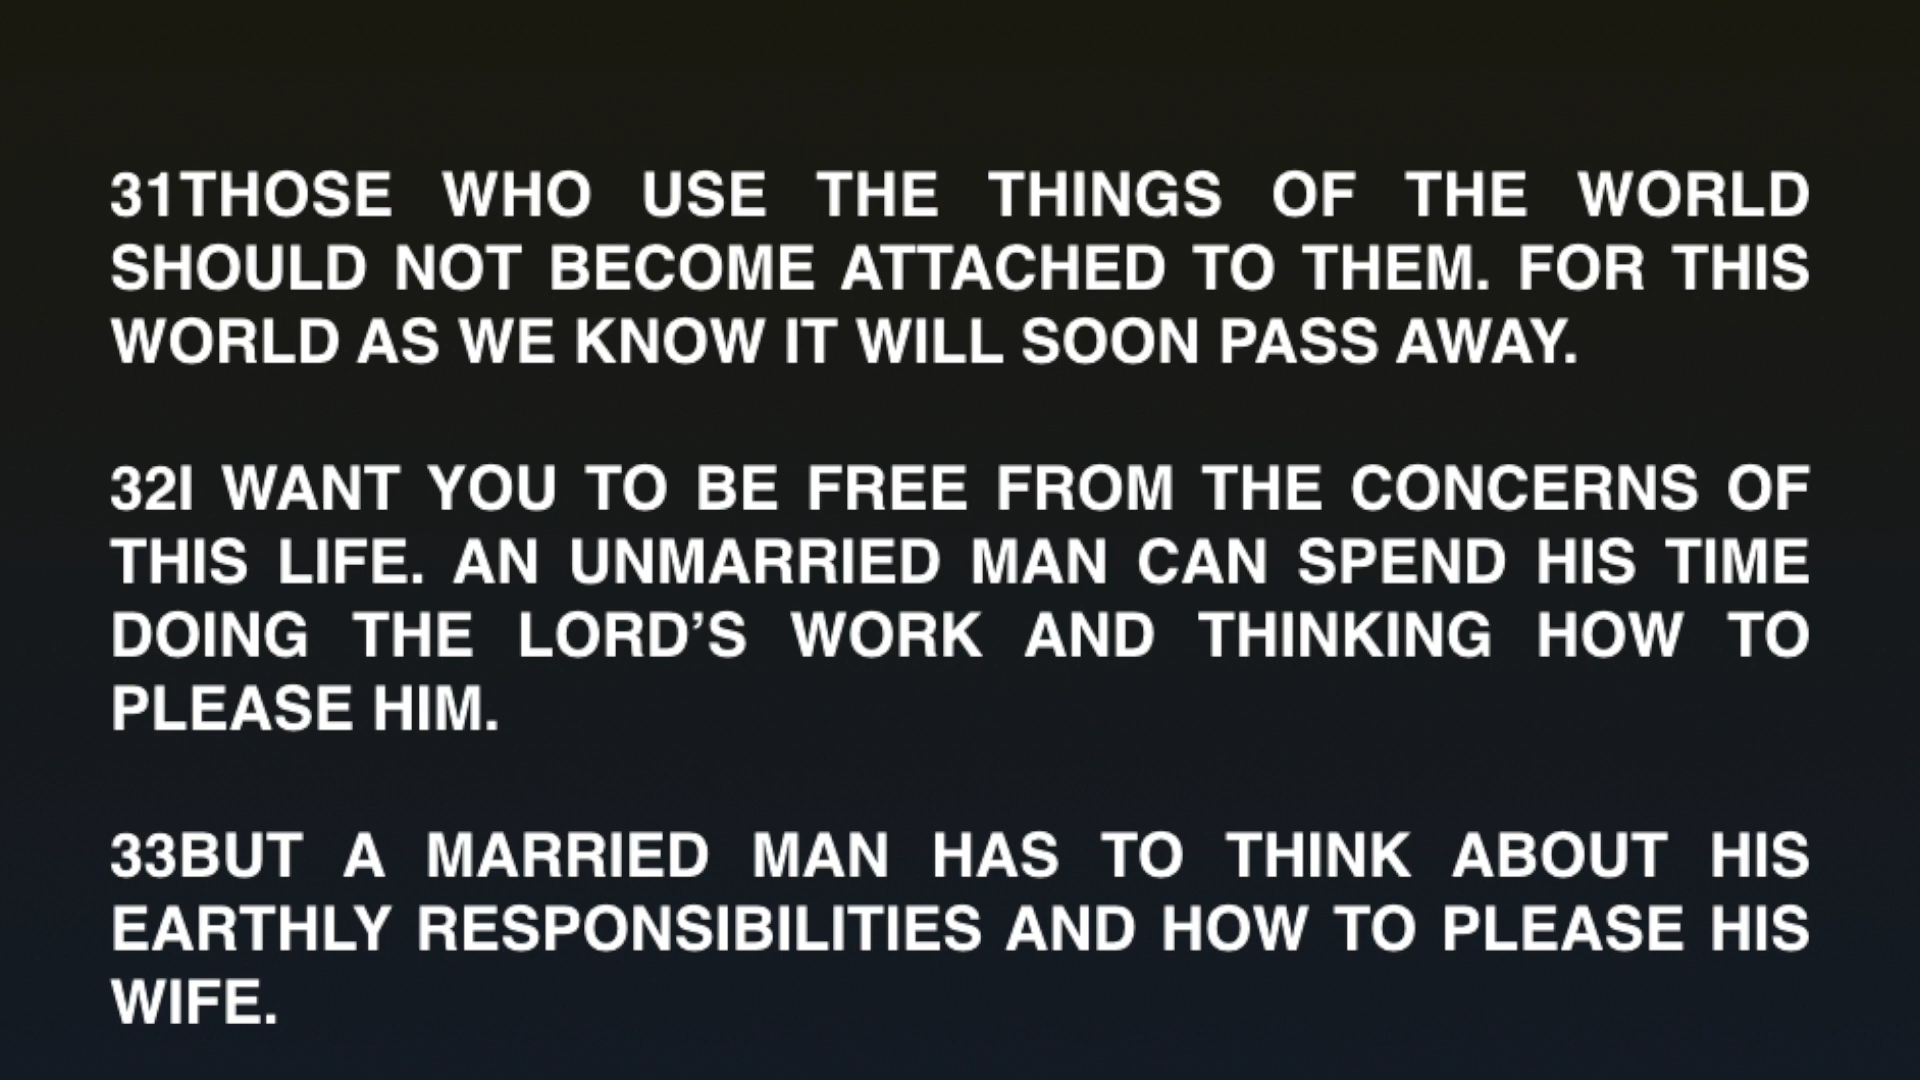 31THOSE WHO USE THE THINGS OF THE WORLD
SHOULD NOT BECOME ATTACHED TO THEM. FOR THIS
WORLD AS WE KNOW IT WILL SOON PASS AWAY.
32I WANT YOU TO BE FREE FROM THE CONCERNS OF
THIS LIFE. AN UNMARRIED MAN CAN SPEND HIS TIME
DOING THE LORD’S WORK AND THINKING HOW TO
PLEASE HIM.
33BUT A MARRIED MAN HAS TO THINK ABOUT HIS
EARTHLY RESPONSIBILITIES AND HOW TO PLEASE HIS
WIFE.